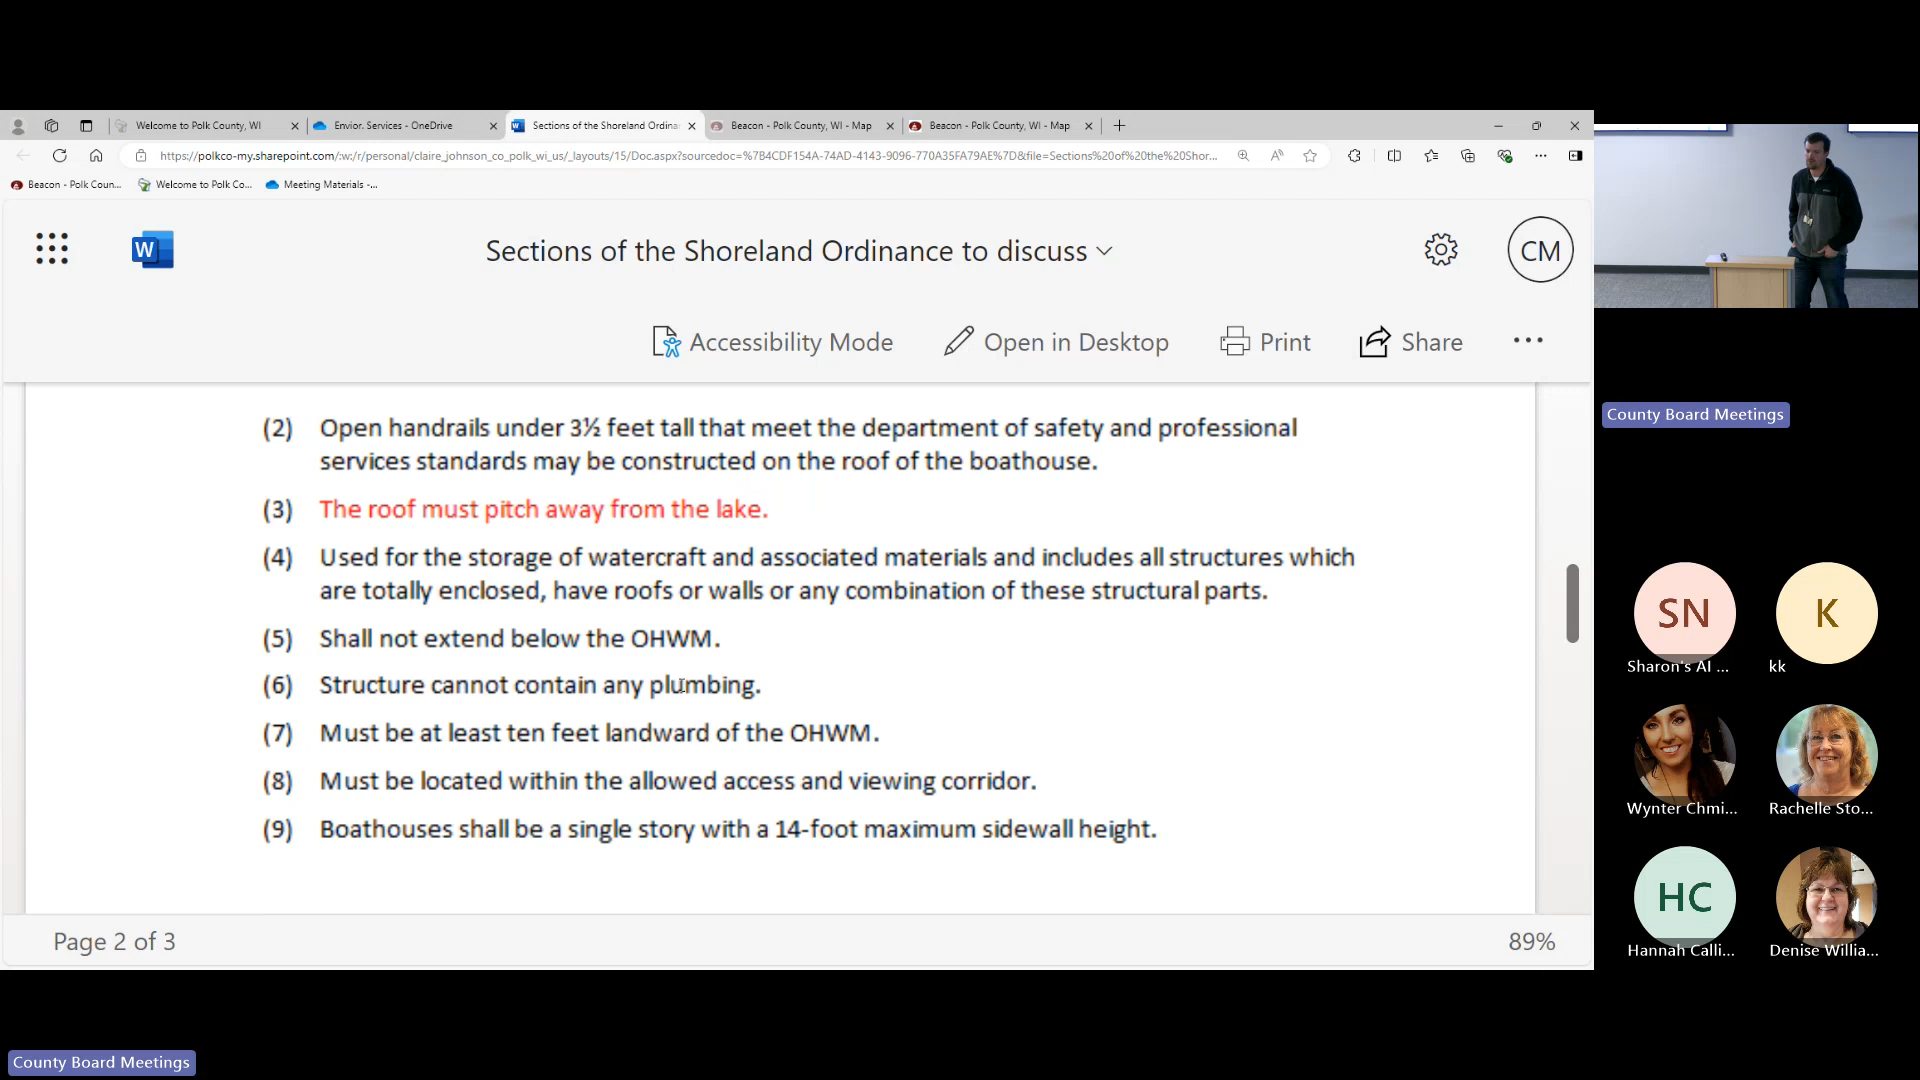 Welcome to Polk County, WI
Envior. Services - OneDrive
Sections of the Shoreland Ordina
Beacon - Polk County, WI - Map
Beacon - Polk County, WI - Map
https://polkco-my.sharepoint.com/:w:/r/personal/claire_johnson_co_polk_wi_us/_layouts/15/Doc.aspx?sourcedoc=%7B4CDF154A-74AD-4143-9096-770A35FA79AE%7D&file=Sections%20of%20the%20Shor...
Beacon - Polk Coun...
Welcome to Polk Co...
Meeting Materials -...
W
Sections of the Shoreland Ordinance to discuss
CM
Accessibility Mode
Open in Desktop
Print
Share
(2) Open handrails under 3½ feet tall that meet the department of safety and professional
services standards may be constructed on the roof of the boathouse.
(3) The roof must pitch away from the lake.
(4) Used for the storage of watercraft and associated materials and includes all structures which
are totally enclosed, have roofs or walls or any combination of these structural parts.
(5) Shall not extend below the OHWM.
(6) Structure cannot contain any plumbing.
(7) Must be at least ten feet landward of the OHWM.
(8) Must be located within the allowed access and viewing corridor.
(9) Boathouses shall be a single story with a 14-foot maximum sidewall height.
Page 2 of 3
89%
County Board Meetings
SN
Sharon's AI ...
K
kk
Wynter Chmi...
Rachelle Sto...
HC
Hannah Calli...
Denise Willia...
County Board Meetings